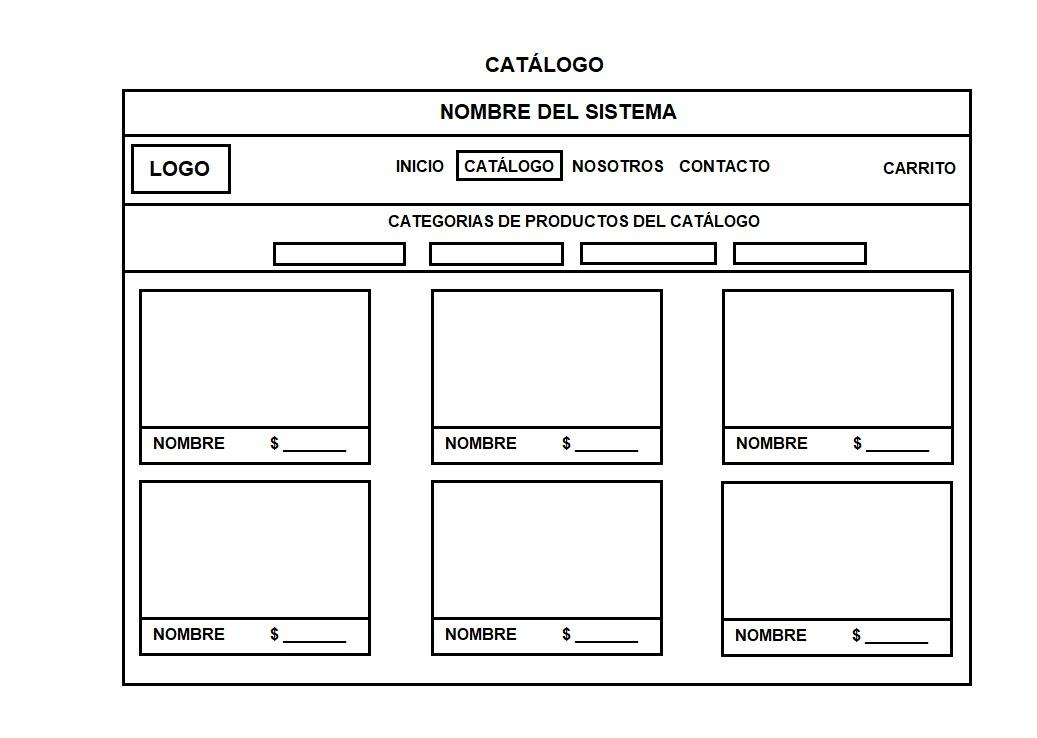 CATÁLOGO
NOMBRE DEL SISTEMA
LOGO INICIO CATÁLOGO NOSOTROS CONTACTO CARRITO
CATEGORIAS DE PRODUCTOS DEL CATÁLOGO
NOMBRE $ _______ NOMBRE $ _______ NOMBRE $ _______
NOMBRE $ _______ NOMBRE $ _______ NOMBRE $ _______